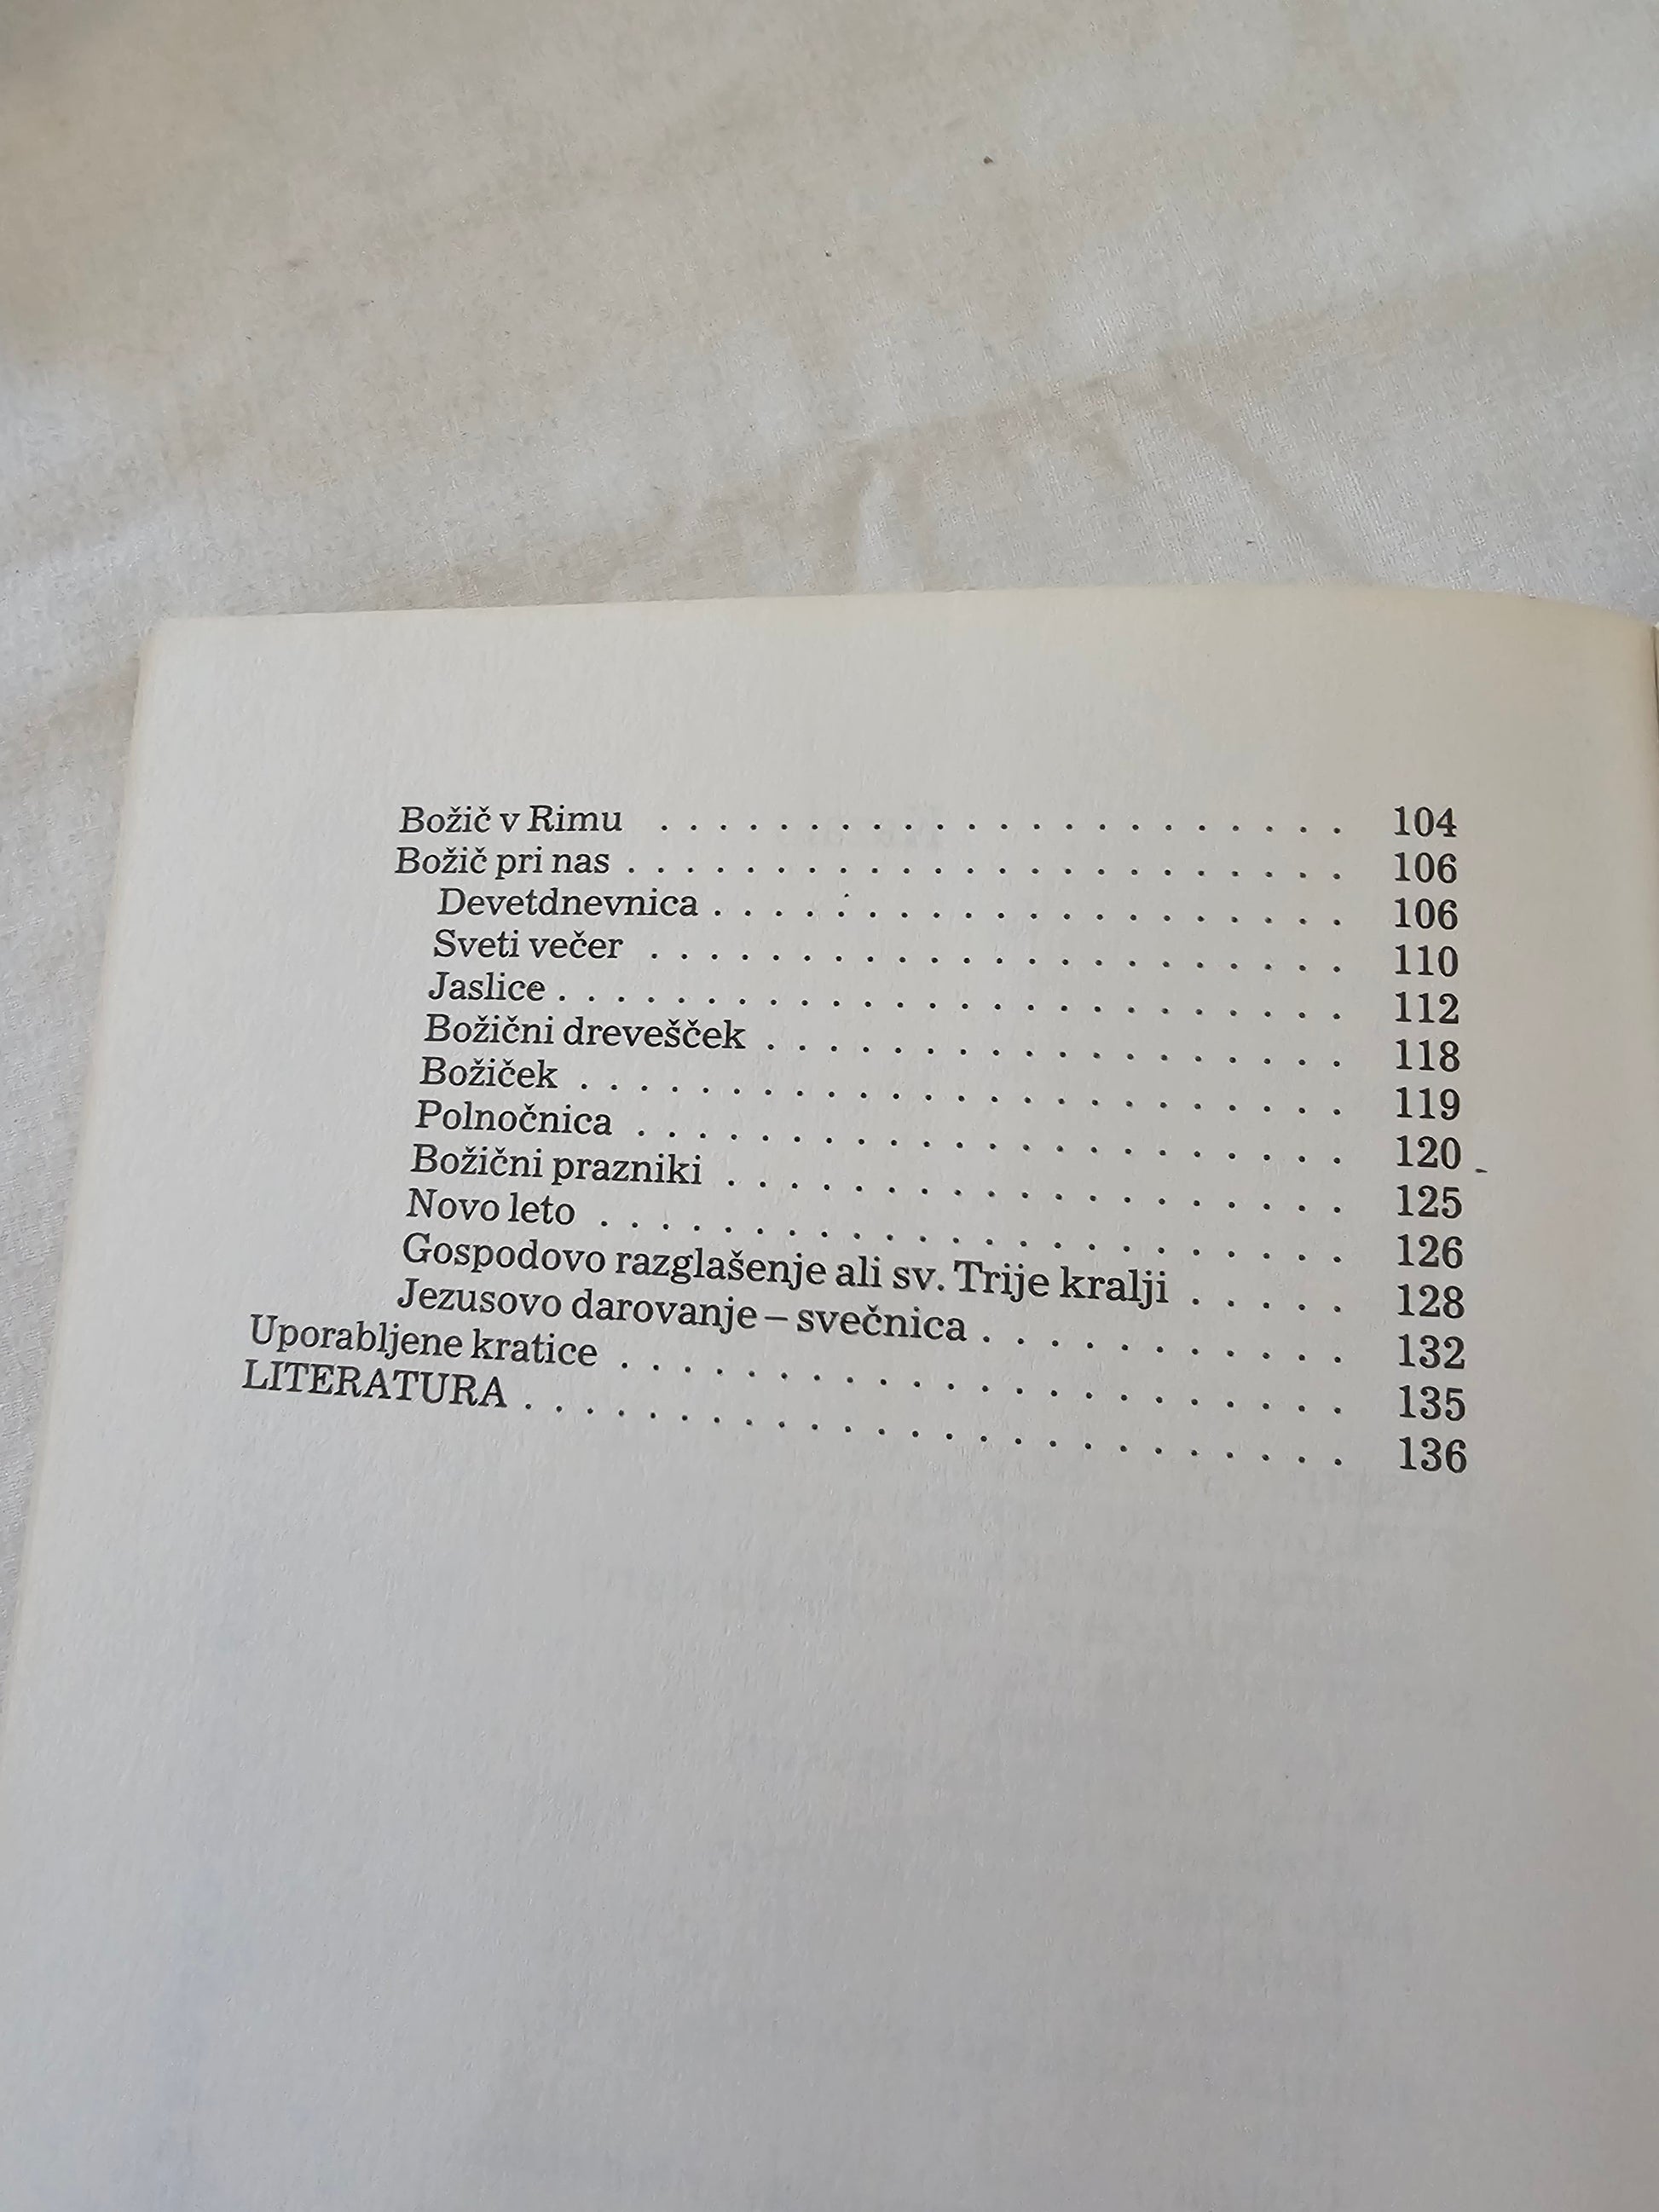 Božič v Rimu . . . . . . . . . . . . . . . . . . . . . . . 104
Božič pri nas . . . . . . . . . . . . . . . . . . . . . . . . 106
Devetdnevnica . . . . . . . . . . . . . . . . . . . . . 106
Sveti večer . . . . . . . . . . . . . . . . . . . . . . . 110
Jaslice . . . . . . . . . . . . . . . . . . . . . . . . . . 112
Božični drevešček . . . . . . . . . . . . . . . . . . . 118
Božiček . . . . . . . . . . . . . . . . . . . . . . . . . 119
Polnočnica . . . . . . . . . . . . . . . . . . . . . . . 120
Božični prazniki . . . . . . . . . . . . . . . . . . . . 125
Novo leto . . . . . . . . . . . . . . . . . . . . . . . . 126
Gospodovo razglašenje ali sv. Trije kralji . . . . . 128
Jezusovo darovanje – svečnica . . . . . . . . . . . . 132
Uporabljene kratice . . . . . . . . . . . . . . . . . . . . . . . 135
LITERATURA . . . . . . . . . . . . . . . . . . . . . . . . . . 136